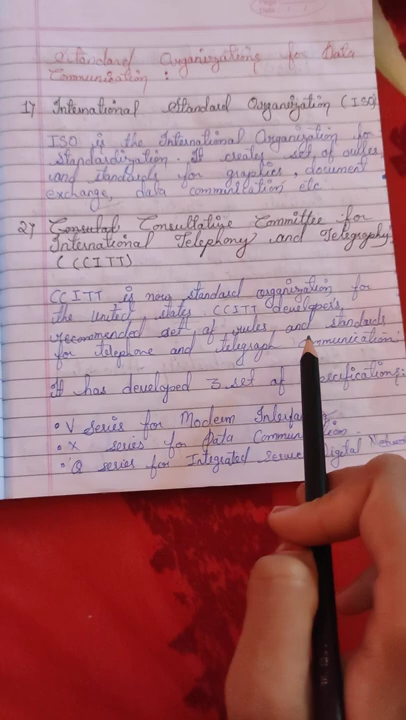 Standard Organizations for Data
Communication :
1) International Standard Organization (ISO)
ISO is the International Organization for
Standardization. It creates set of rules,
and standards for graphics, document
exchange, data communication etc
2) Consultative Committee for
International Telephony and Telegraphy
(CCITT)
CCITT is now standard organization for
the united states CCITT developer's
recommended set of rules and standards
for telephone and telegraph communication.
It has developed 3 set of specifications:
• V series for Modem Interfacing
• X series for Data Communication.
• Q series for Integrated Service Digital Network